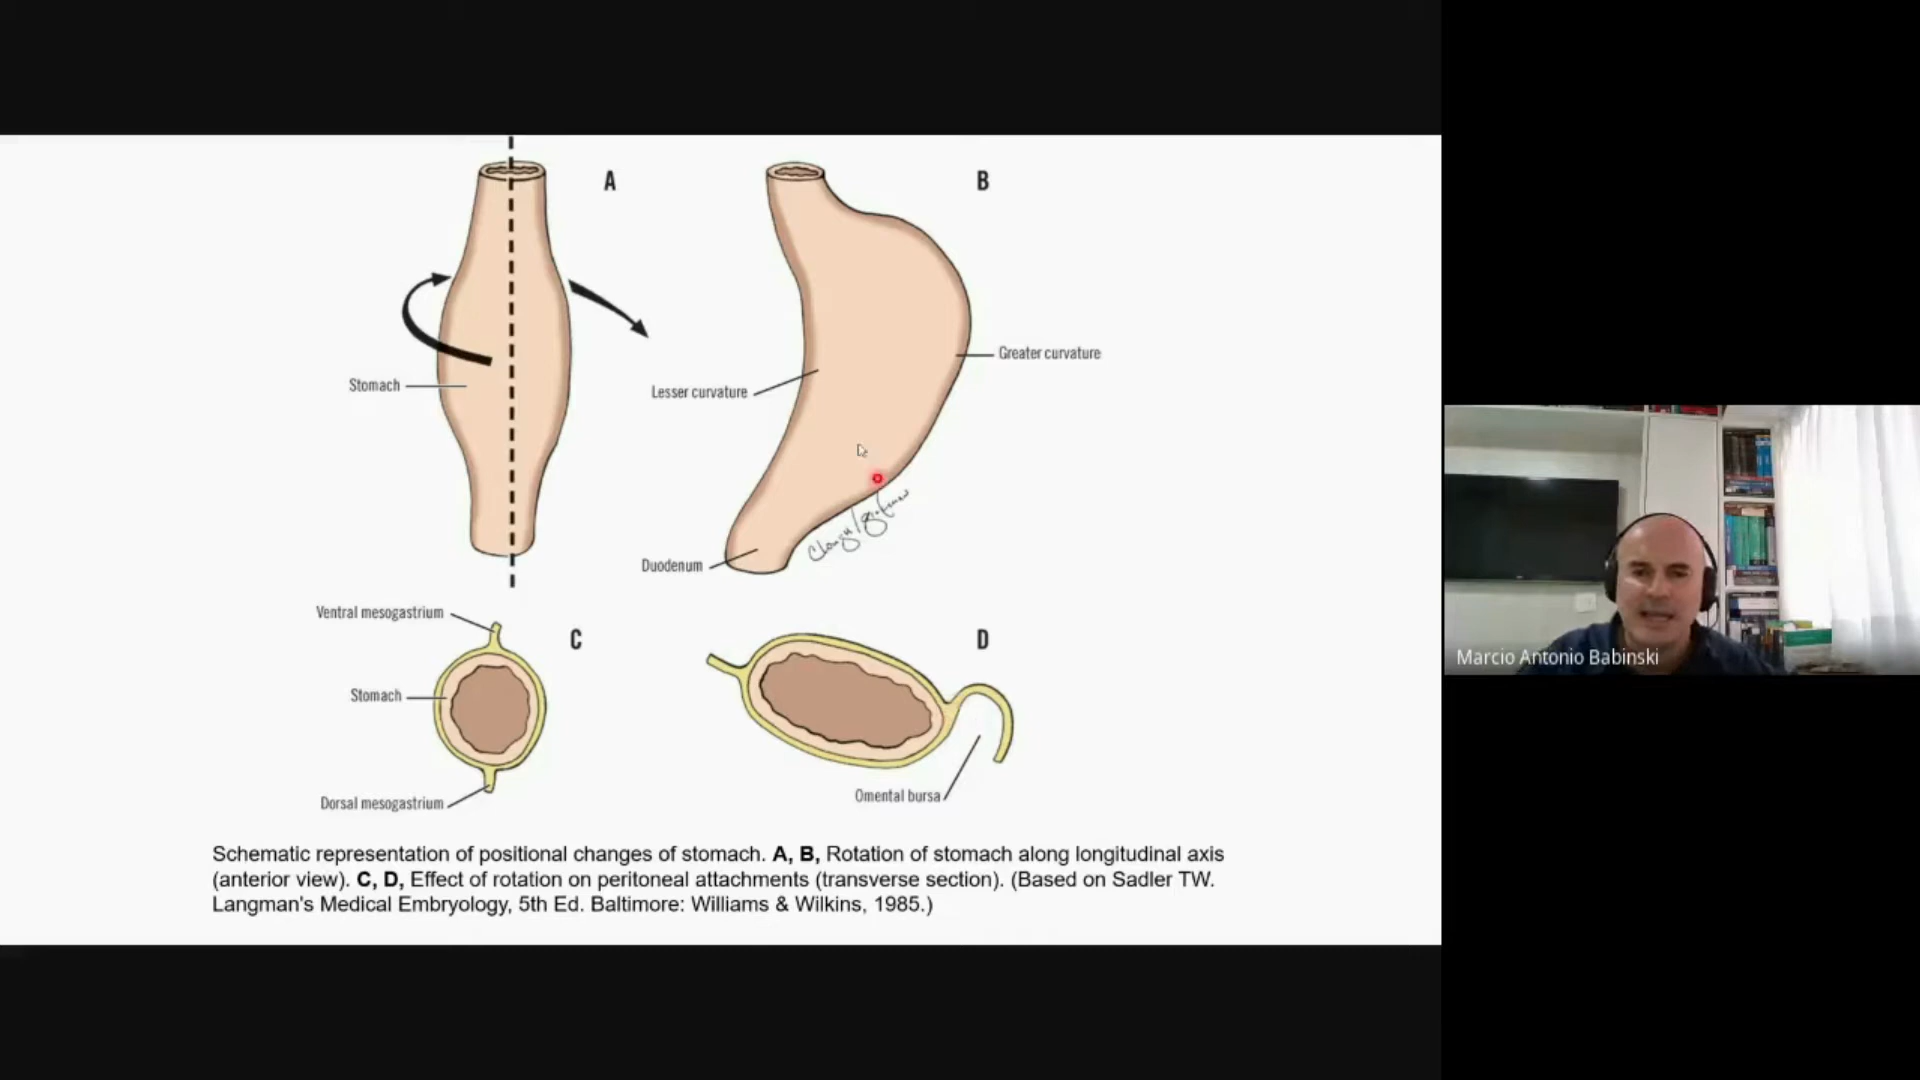 A
B
Stomach
Greater curvature
Lesser curvature
Duodenum
Ventral mesogastrium
C
D
Stomach
Omental bursa
Dorsal mesogastrium
Schematic representation of positional changes of stomach. A, B, Rotation of stomach along longitudinal axis
(anterior view). C, D, Effect of rotation on peritoneal attachments (transverse section). (Based on Sadler TW.
Langman's Medical Embryology, 5th Ed. Baltimore: Williams & Wilkins, 1985.)
Marcio Antonio Babinski